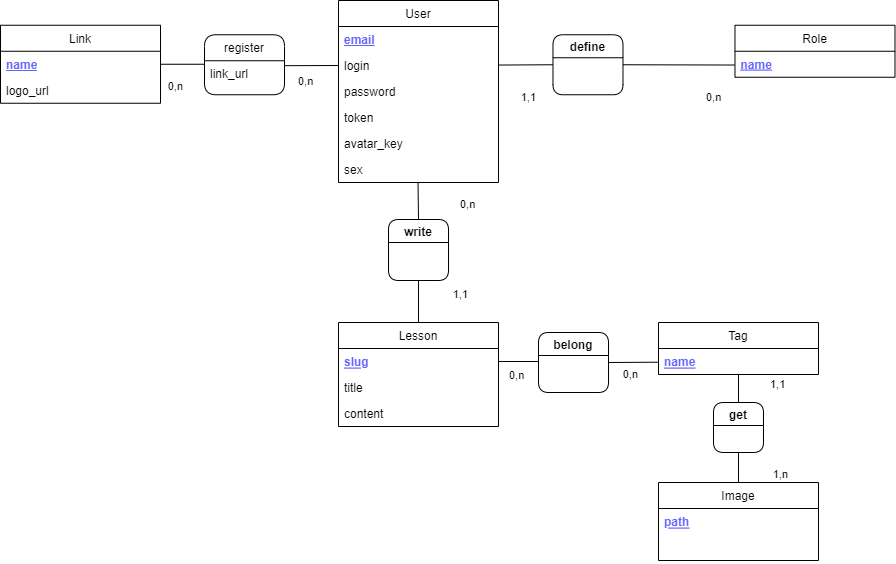 User
Link
register
define
Role
email
name
link_url
name
login
logo_url
0,n
0,n
password
1,1
0,n
token
avatar_key
sex
0,n
write
1,1
Lesson
belong
Tag
slug
name
0,n
0,n
title
1,1
content
get
1,n
Image
path